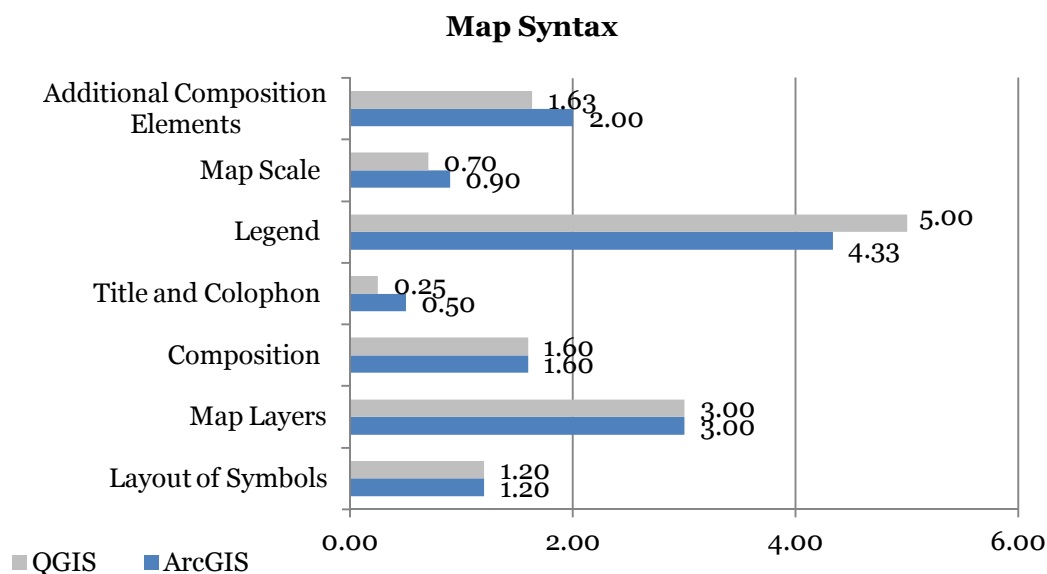 Map Syntax
Additional Composition
Elements
1.63
2.00
Map Scale
0.70
0.90
Legend
5.00
4.33
Title and Colophon
0.25
0.50
Composition
1.60
1.60
Map Layers
3.00
3.00
Layout of Symbols
1.20
1.20
0.00 2.00 4.00 6.00
QGIS ArcGIS